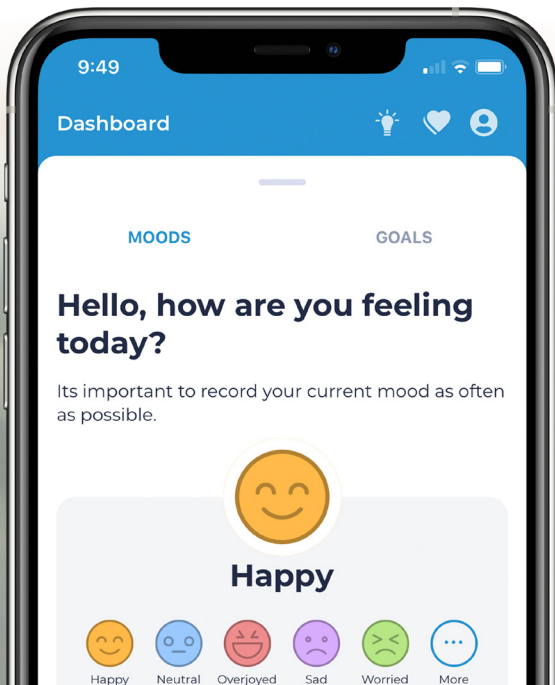 9:49
Dashboard
MOODS
GOALS
Hello, how are you feeling
today?
Its important to record your current mood as often
as possible.
Happy
Happy
Neutral
Overjoyed
Sad
Worried
More